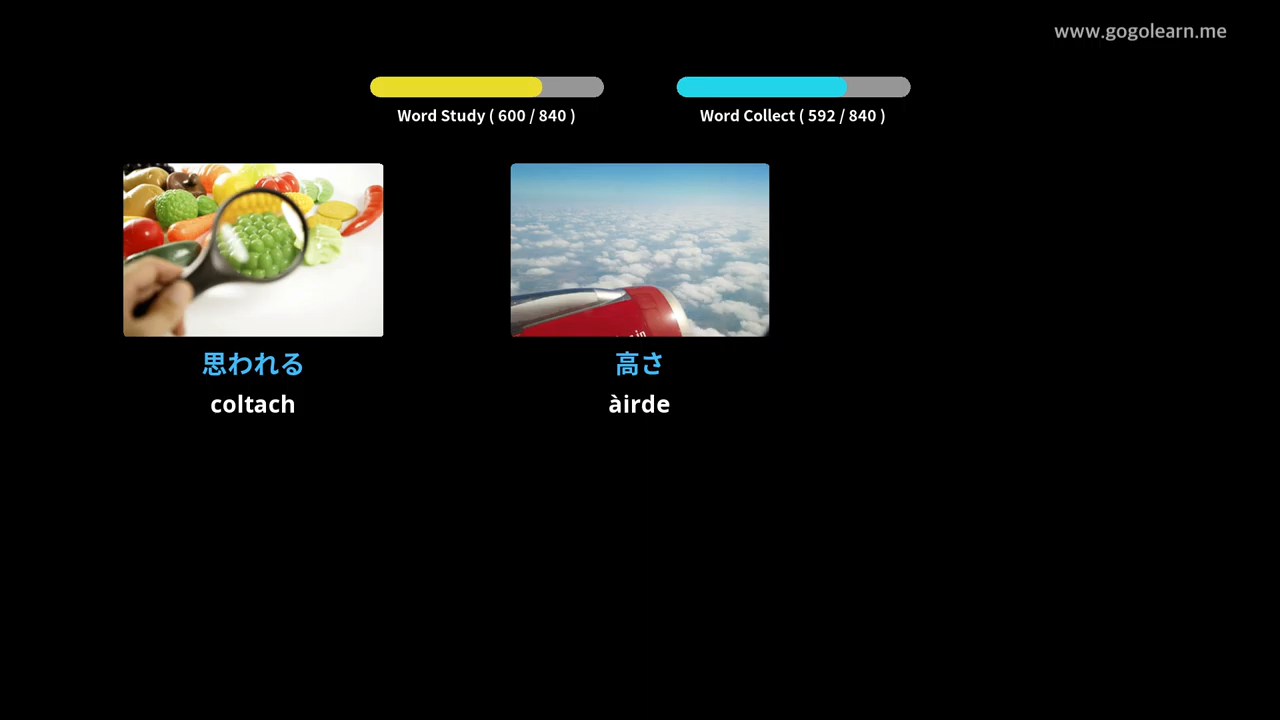 www.gogolearn.me
Word Study ( 600 / 840 )
Word Collect ( 592 / 840 )
思われる
高さ
coltach
àirde